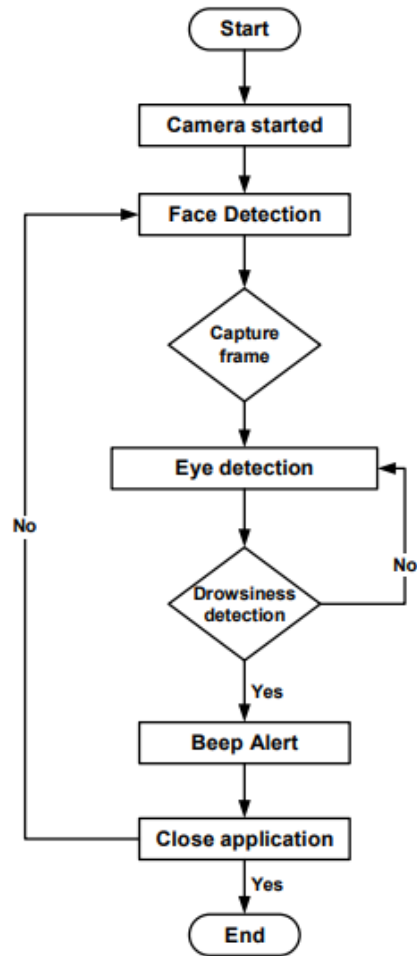 Start
Camera started
Face Detection
Capture
frame
Eye detection
No
No
Drowsiness
detection
Yes
Beep Alert
Close application
Yes
End